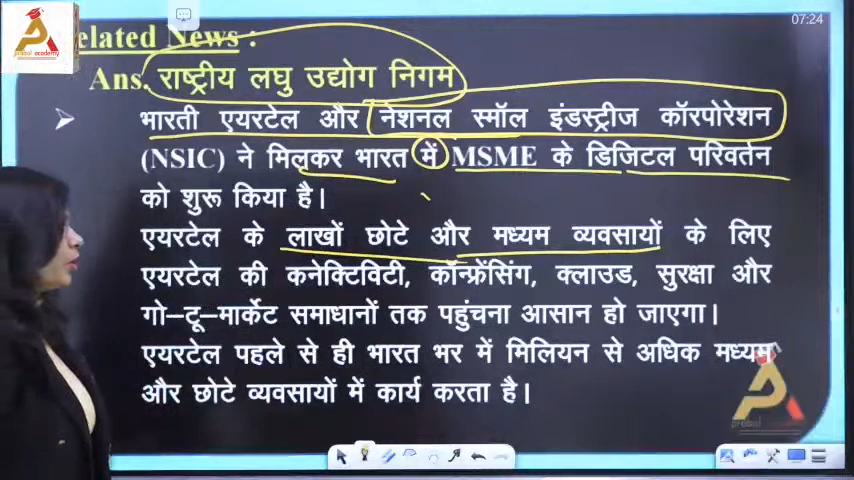 07:24
prabal academy
elated News :
Ans. राष्ट्रीय लघु उद्योग निगम
भारती एयरटेल और नेशनल स्मॉल इंडस्ट्रीज कॉरपोरेशन
(NSIC) ने मिलकर भारत में MSME के डिजिटल परिवर्तन
को शुरू किया है।
एयरटेल के लाखों छोटे और मध्यम व्यवसायों के लिए
एयरटेल की कनेक्टिविटी, कॉन्फ्रेंसिंग, क्लाउड, सुरक्षा और
गो–टू–मार्केट समाधानों तक पहुंचना आसान हो जाएगा।
एयरटेल पहले से ही भारत भर में मिलियन से अधिक मध्यम
और छोटे व्यवसायों में कार्य करता है।